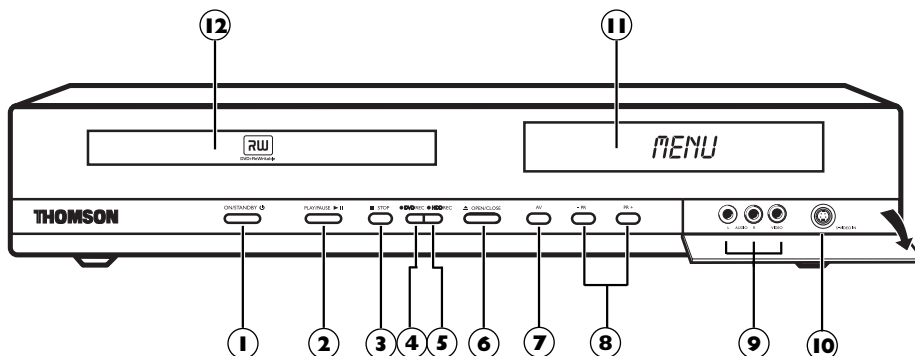 12
11
RW
DVD+ReWritable
MENU
THOMSON
ON/STANDBY
PLAY/PAUSE
STOP
DVD REC
HDD REC
OPEN/CLOSE
AV
- PR
PR +
L AUDIO R VIDEO
S-VIDEO IN
1
2
3
4
5
6
7
8
9
10